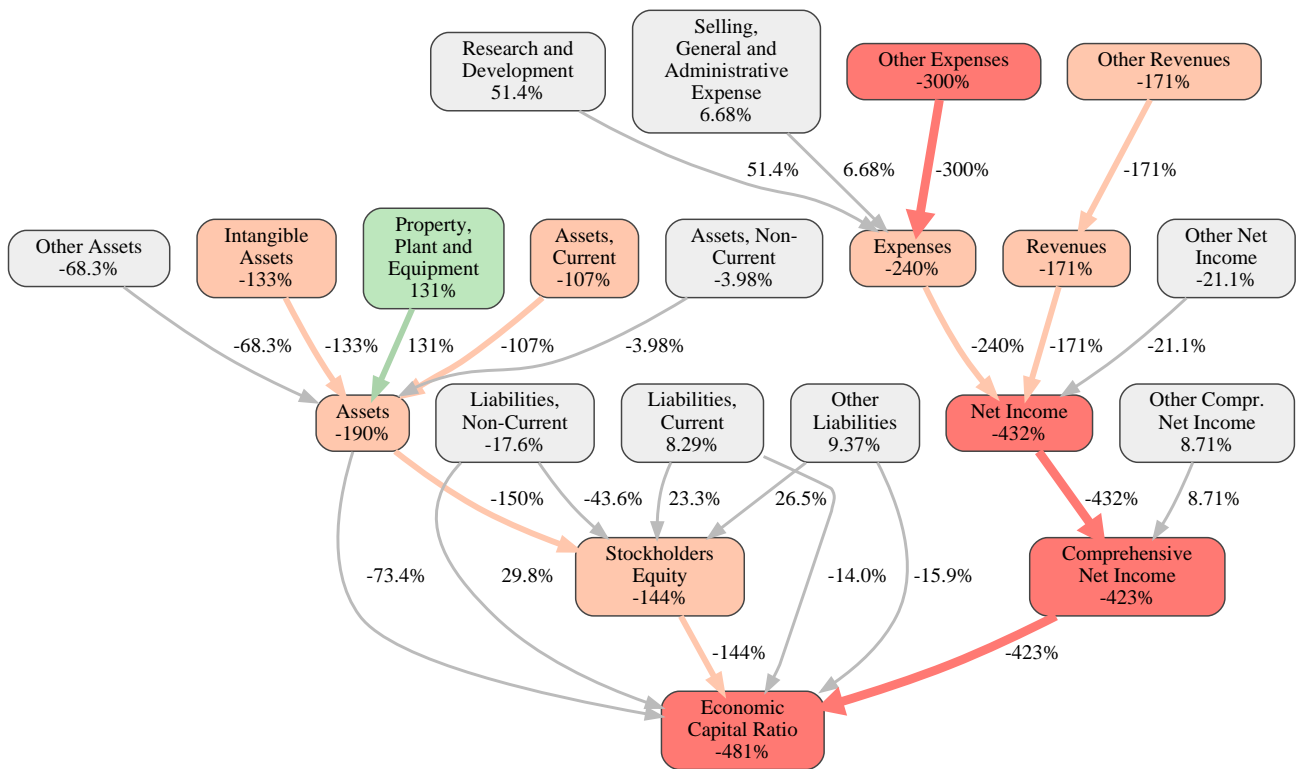 Research and
Development
51.4%
Selling,
General and
Administrative
Expense
6.68%
Other Expenses
-300%
Other Revenues
-171%
51.4%
6.68%
-300%
-171%
Other Assets
-68.3%
Intangible
Assets
-133%
Property,
Plant and
Equipment
131%
Assets,
Current
-107%
Assets, Non-
Current
-3.98%
Expenses
-240%
Revenues
-171%
Other Net
Income
-21.1%
-68.3%
-133%
131%
-107%
-3.98%
-240%
-171%
-21.1%
Assets
-190%
Liabilities,
Non-Current
-17.6%
Liabilities,
Current
8.29%
Other
Liabilities
9.37%
Net Income
-432%
Other Compr.
Net Income
8.71%
-150%
-43.6%
23.3%
26.5%
-432%
8.71%
-73.4%
29.8%
Stockholders
Equity
-144%
-14.0%
-15.9%
Comprehensive
Net Income
-423%
-144%
-423%
Economic
Capital Ratio
-481%